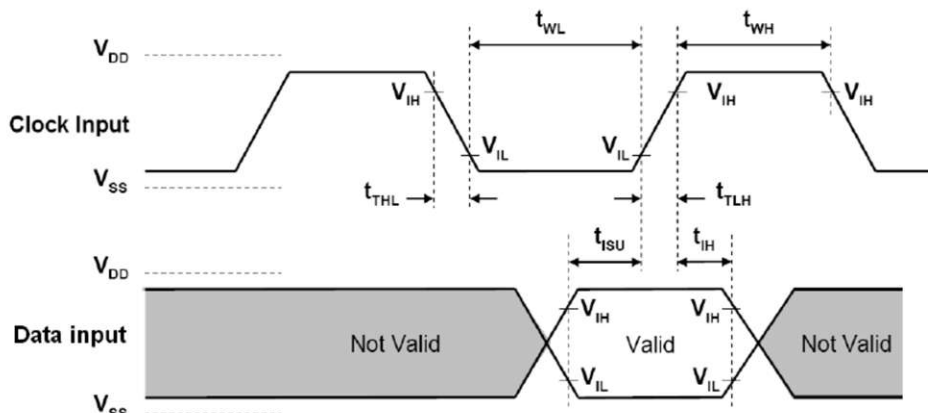 t_WL
t_WH
V_DD
V_IH
V_IH
V_IH
Clock Input
V_IL
V_IL
V_SS
t_THL
t_TLH
t_ISU
t_IH
V_DD
V_IH
V_IH
Data input
Not Valid
Valid
Not Valid
V_IL
V_IL
V_SS